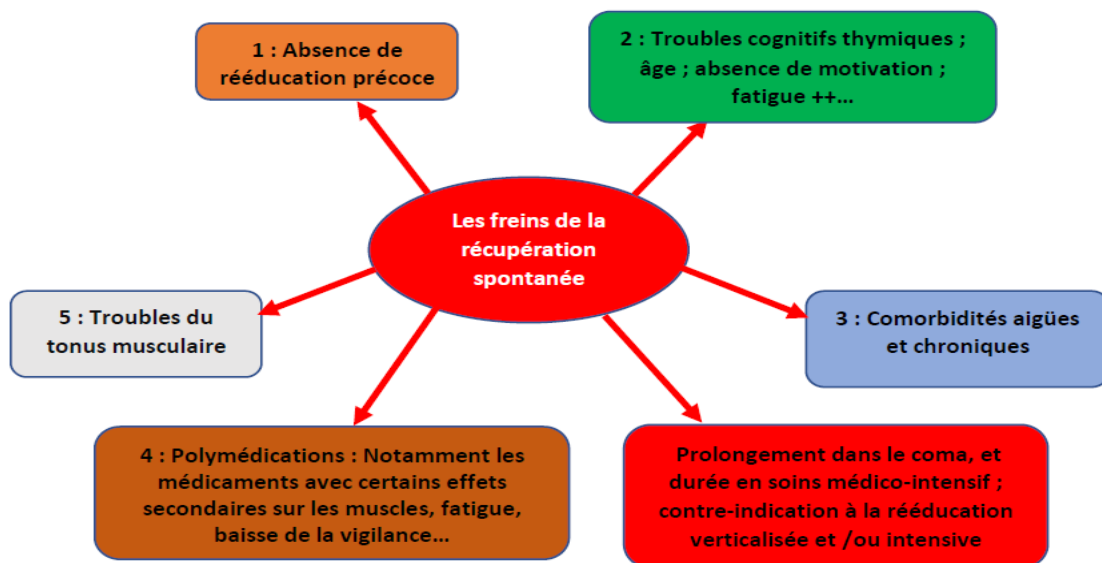 1 : Absence de
rééducation précoce
2 : Troubles cognitifs thymiques ;
âge ; absence de motivation ;
fatigue ++...
Les freins de la
récupération
spontanée
5 : Troubles du
tonus musculaire
3 : Comorbidités aigües
et chroniques
4 : Polymédications : Notamment les
médicaments avec certains effets
secondaires sur les muscles, fatigue,
baisse de la vigilance...
Prolongement dans le coma, et
durée en soins médico-intensif ;
contre-indication à la rééducation
verticalisée et /ou intensive